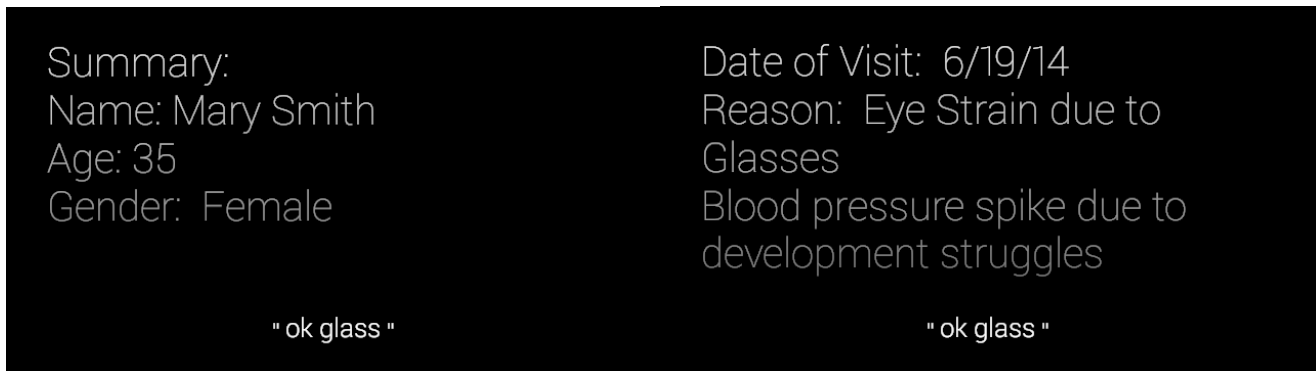 Summary:
Name: Mary Smith
Age: 35
Gender:  Female
" ok glass "
Date of Visit:  6/19/14
Reason:  Eye Strain due to
Glasses
Blood pressure spike due to
development struggles
" ok glass "